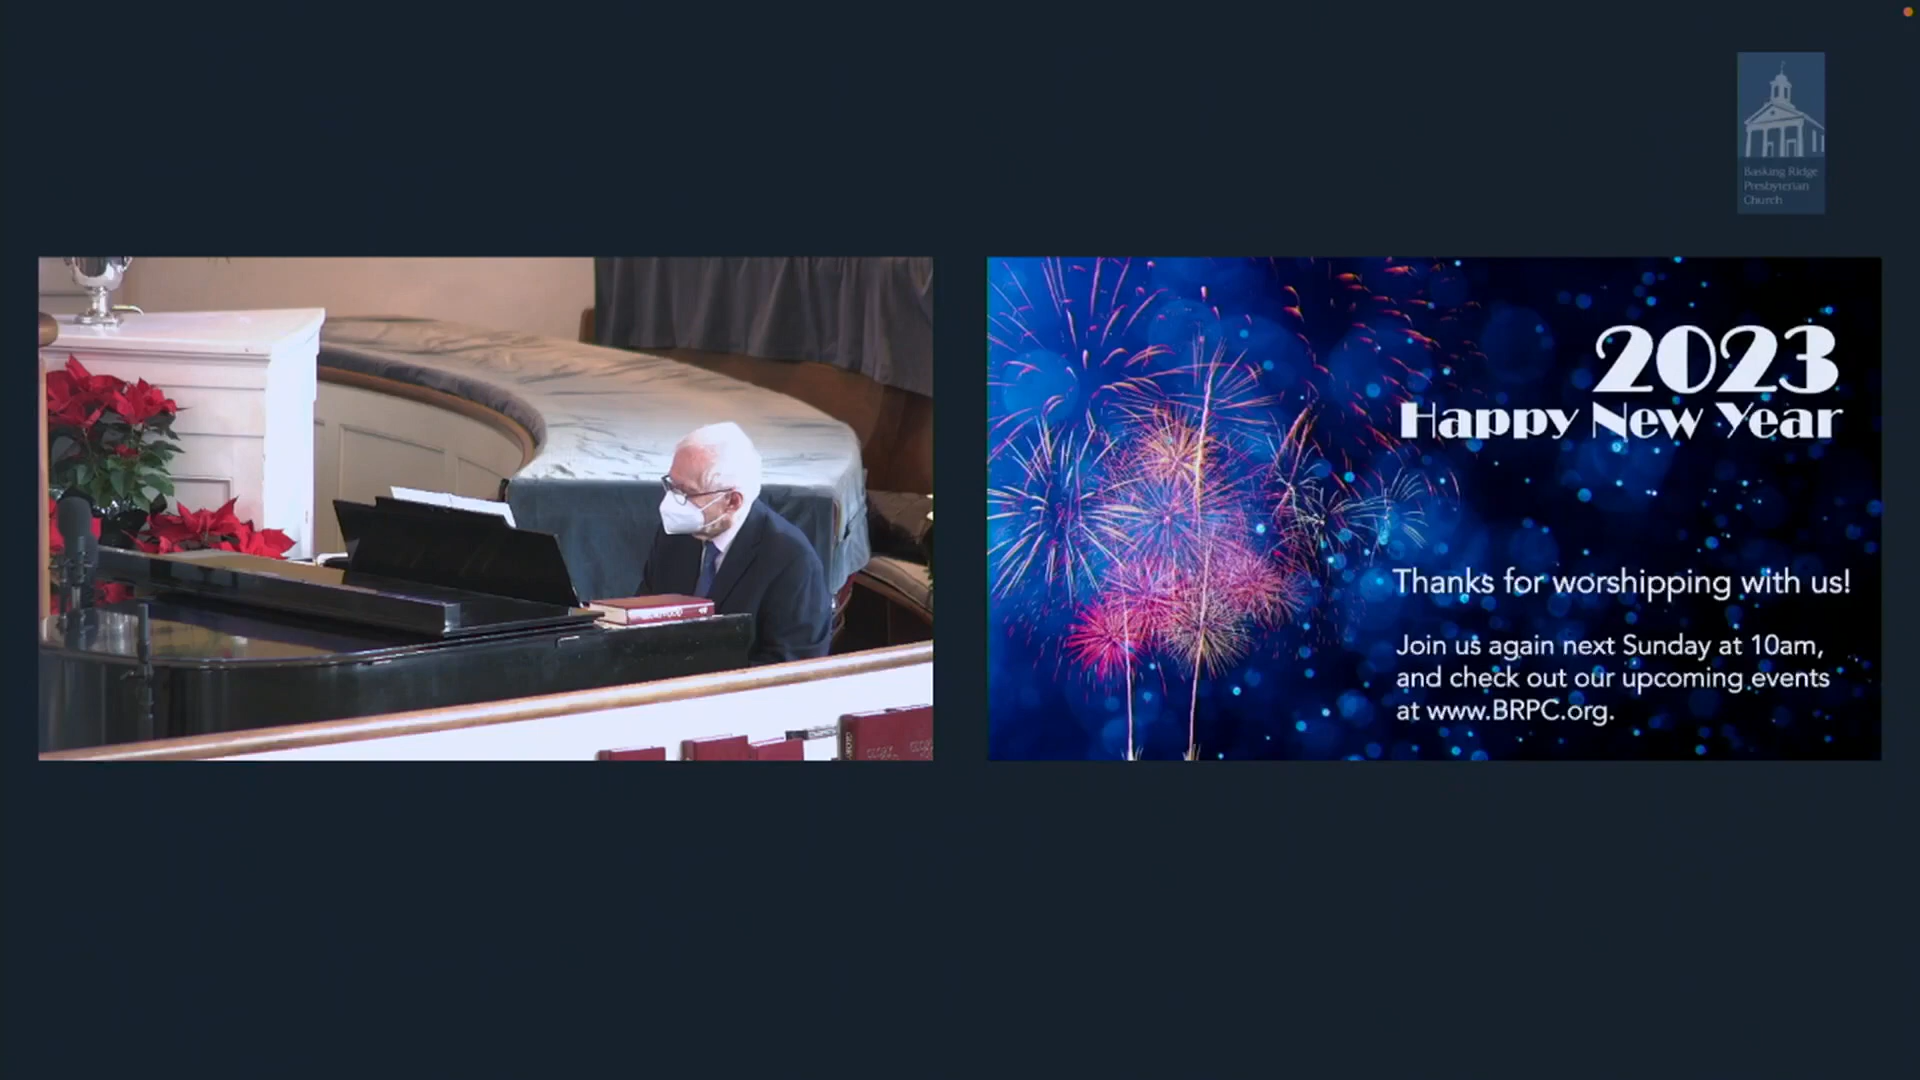 Basking Ridge
Presbyterian
Church
2023
Happy New Year
Thanks for worshipping with us!
Join us again next Sunday at 10am,
and check out our upcoming events
at www.BRPC.org.
GLORY